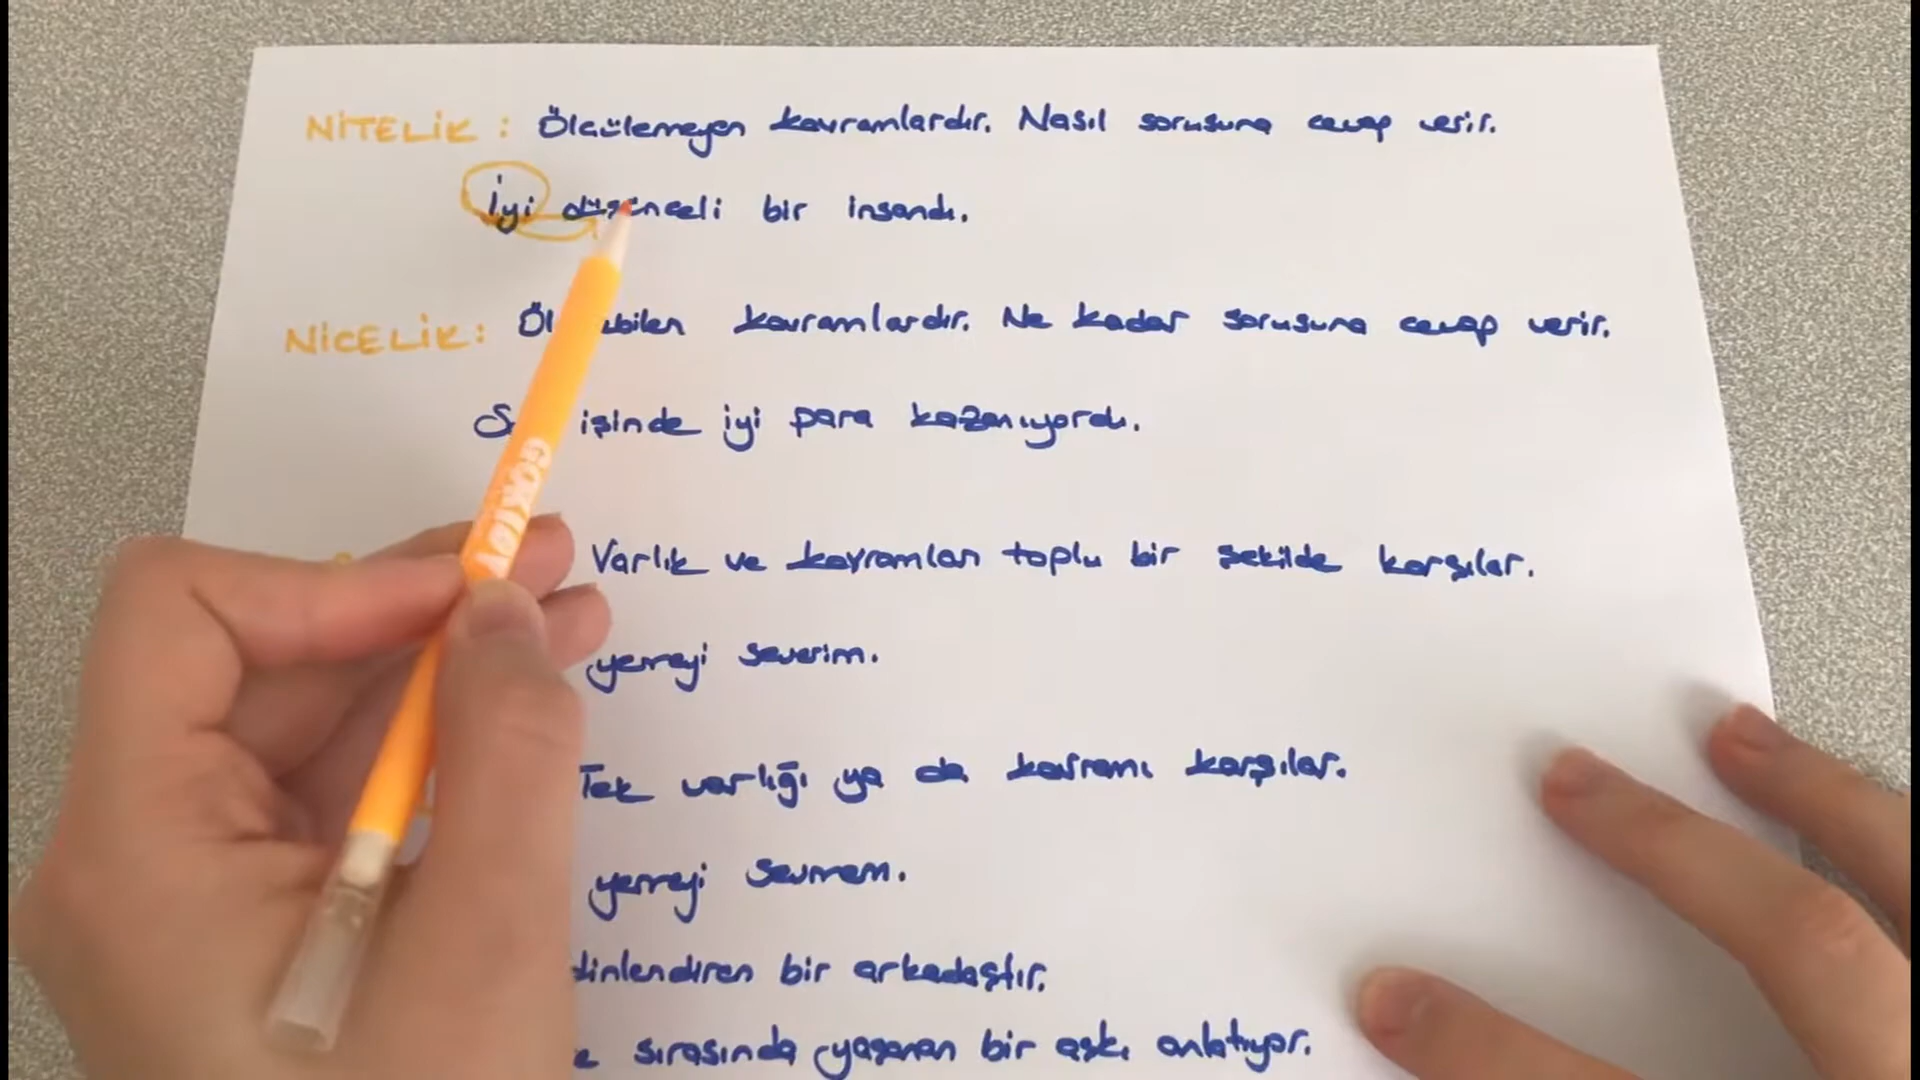 NİTELİK : Ölçülemeyen kavramlardır. Nasıl sorusuna cevap verir.
İyi düşünceli bir insandı.
NİCELİK: kavramlardır. Ne kadar sorusuna cevap verir.
işinde iyi para kazanıyordu.
Varlık ve kavramları toplu bir şekilde karşılar.
yemeyi severim.
Tek varlığı ya da kavramı karşılar.
yemeyi sevmem.
dinlendiren bir arkadaştır.
sırasında yaşanan bir aşkı anlatıyor.